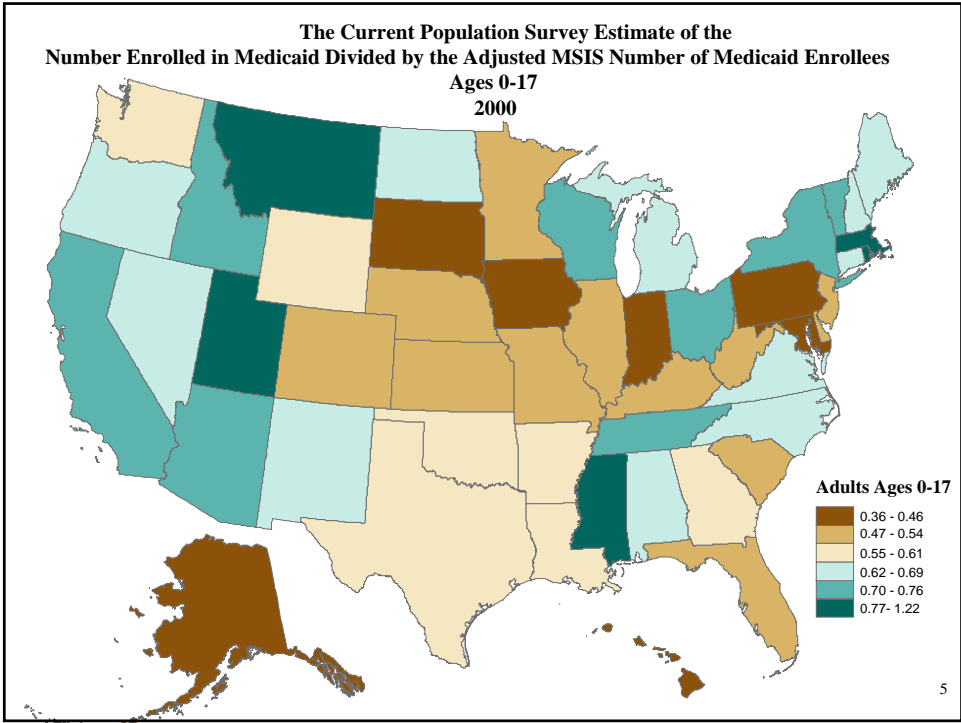 The Current Population Survey Estimate of the
Number Enrolled in Medicaid Divided by the Adjusted MSIS Number of Medicaid Enrollees
Ages 0-17
2000
Adults Ages 0-17
0.36 - 0.46
0.47 - 0.54
0.55 - 0.61
0.62 - 0.69
0.70 - 0.76
0.77- 1.22
5